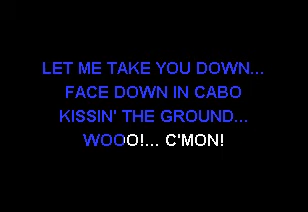 LET ME TAKE YOU DOWN...
FACE DOWN IN CABO
KISSIN' THE GROUND...
WOOO!... C'MON!